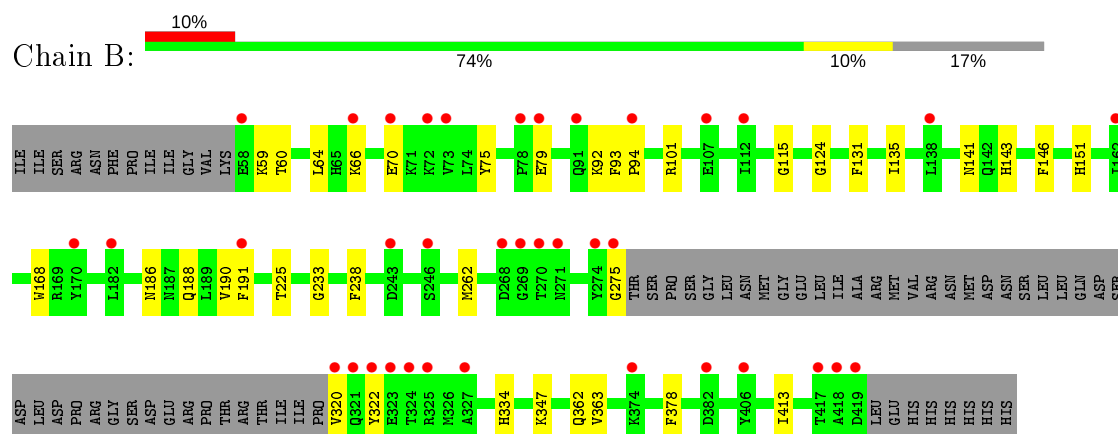 10%
Chain B:
74% 10% 17%
ILE ILE SER ARG ASN PHE PRO ILE ILE GLY VAL LYS E58 K59 T60 L64 H65 K66 E70 K71 K72 V73 L74 Y75 P78 E79 Q91 K92 F93 P94 R101 E107 I112 G115 G124 F131 I135 L138 N141 Q142 H143 F146 H151 I162
W168 R169 Y170 L182 N186 N187 Q188 L189 V190 F191 T225 G233 F238 D243 S246 M262 D268 G269 T270 N271 Y274 G275 THR SER PRO SER GLY LEU ASN MET GLY GLU LEU ILE ALA ARG MET VAL ARG ASN MET ASP ASN SER LEU LEU GLN ASP SER
ASP LEU ASP PRO ARG GLY SER ASP GLU ARG PRO THR ARG THR ILE ILE PRO V320 Q321 Y322 E323 T324 R325 M326 A327 H334 K347 Q362 V363 K374 F378 D382 Y406 I413 T417 A418 D419 LEU GLU HIS HIS HIS HIS HIS HIS